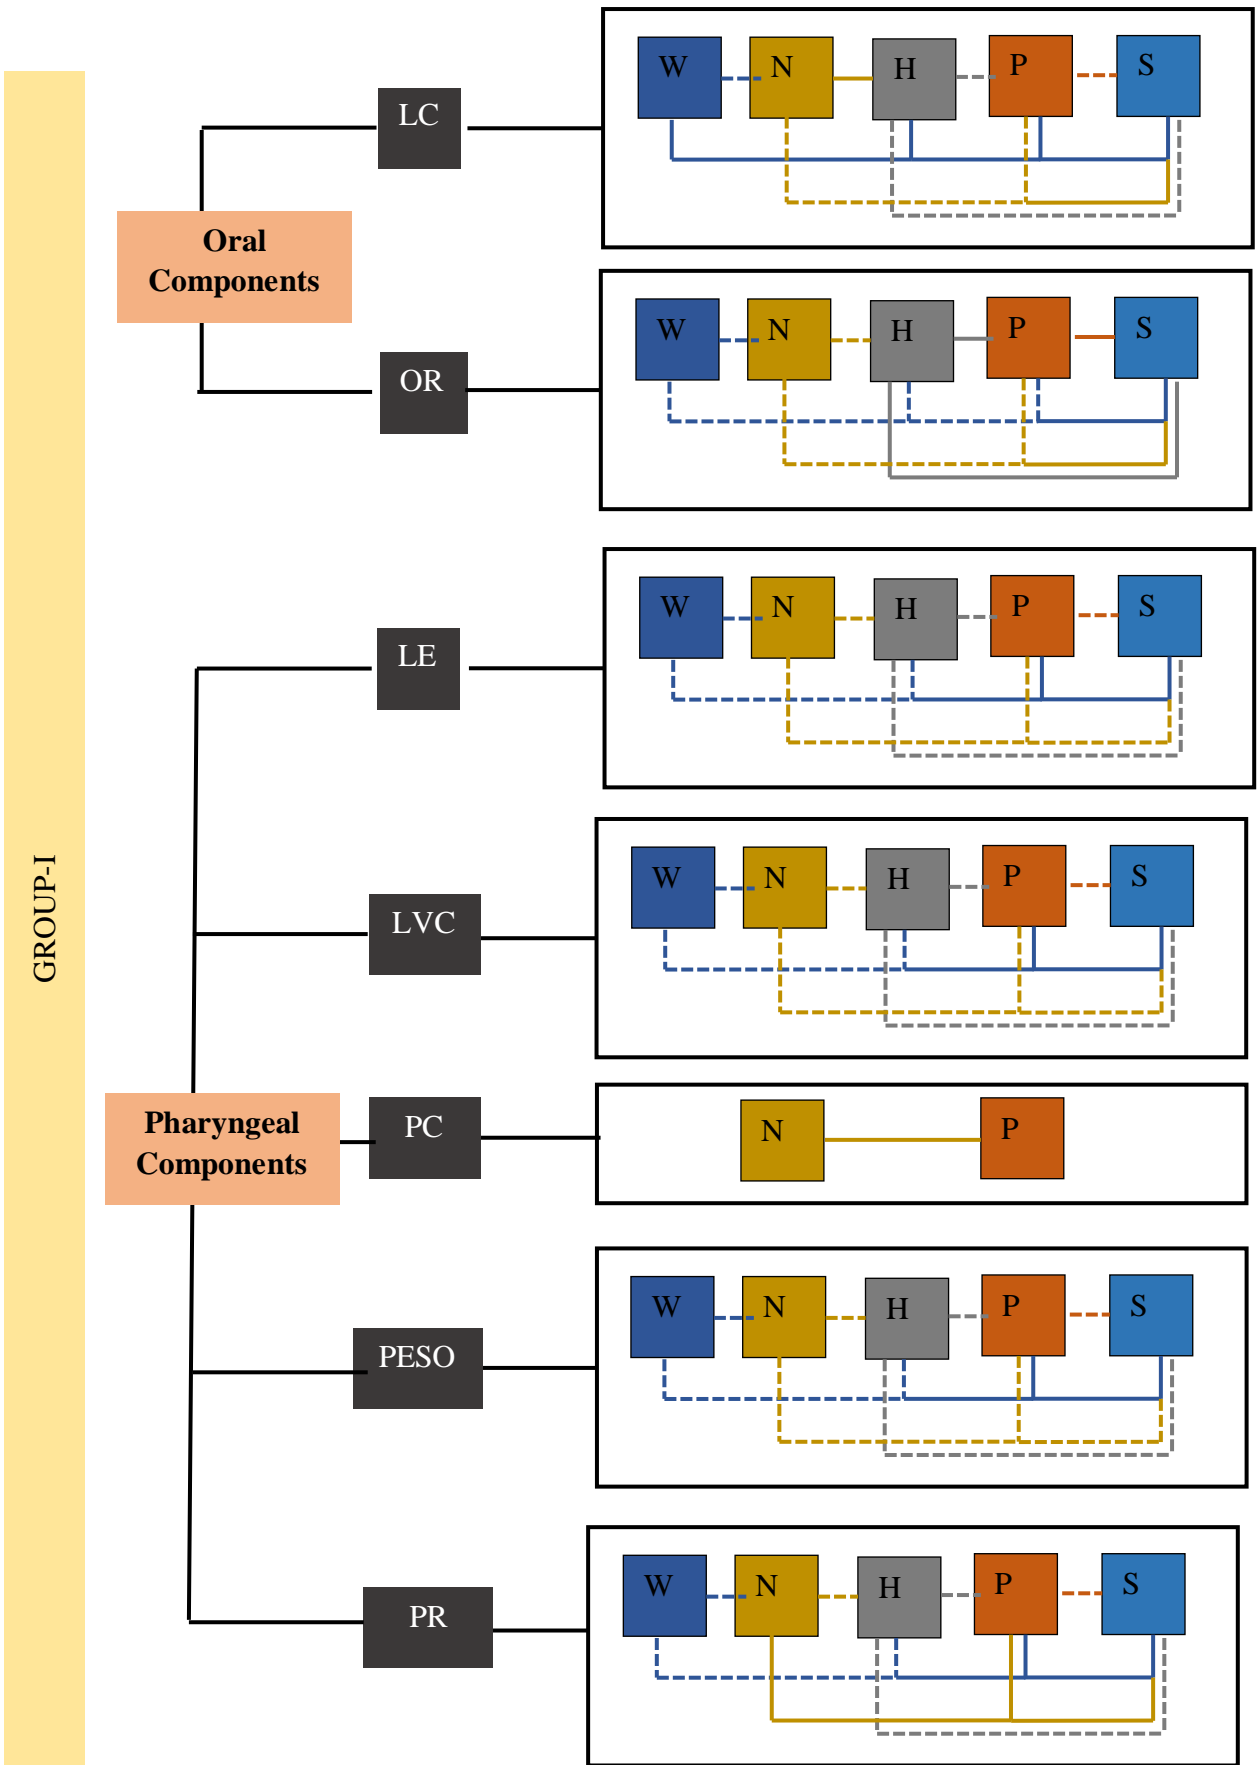 GROUP-I
Oral
Components
LC
W N H P S
OR
W N H P S
Pharyngeal
Components
LE
W N H P S
LVC
W N H P S
PC
N P
PESO
W N H P S
PR
W N H P S